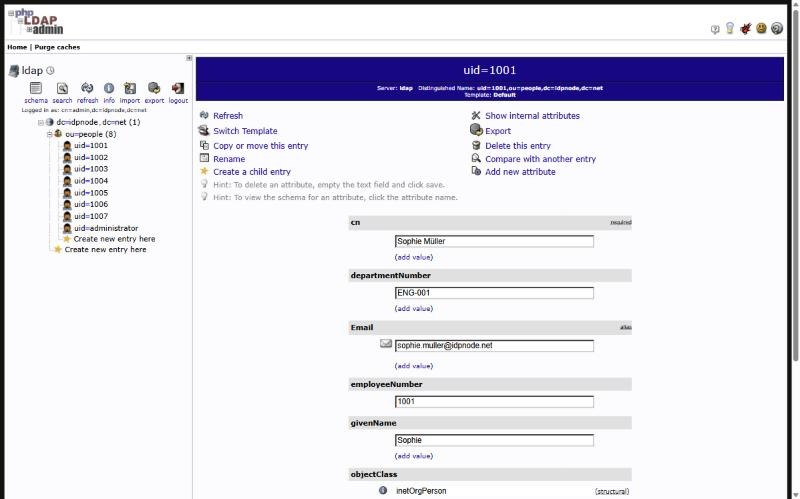 php
LDAP
admin
Home | Purge caches
ldap
schema search refresh info import export logout
Logged in as: cn=admin,dc=idpnode,dc=net
dc=idpnode, dc=net (1)
ou=people (8)
uid=1001
uid=1002
uid=1003
uid=1004
uid=1005
uid=1006
uid=1007
uid=administrator
Create new entry here
Create new entry here
uid=1001
Server: ldap Distinguished Name: uid=1001,ou=people,dc=idpnode,dc=net
Template: Default
Refresh
Switch Template
Copy or move this entry
Rename
Create a child entry
Show internal attributes
Export
Delete this entry
Compare with another entry
Add new attribute
Hint: To delete an attribute, empty the text field and click save.
Hint: To view the schema for an attribute, click the attribute name.
cn required
Sophie Müller
(add value)
departmentNumber
ENG-001
(add value)
Email alias
sophie.muller@idpnode.net
(add value)
employeeNumber
1001
givenName
Sophie
(add value)
objectClass
inetOrgPerson (structural)